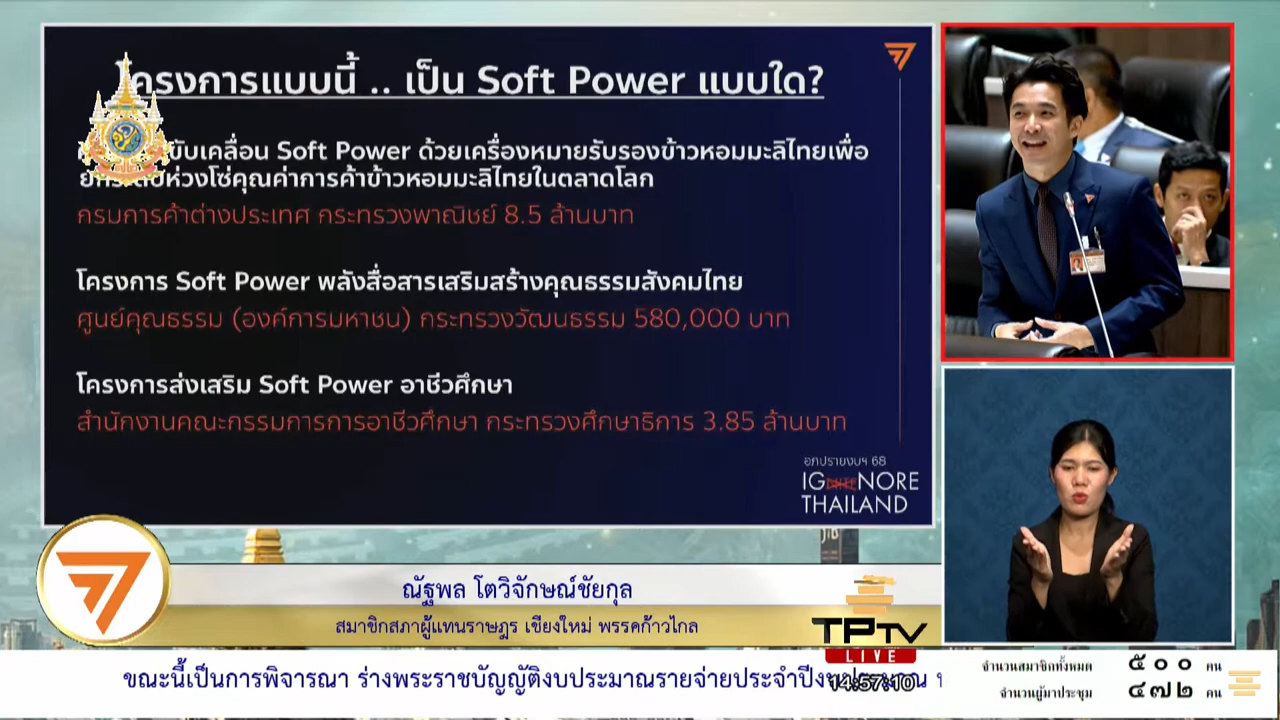 โครงการแบบนี้ .. เป็น Soft Power แบบใด?
ขับเคลื่อน Soft Power ด้วยเครื่องหมายรับรองข้าวหอมมะลิไทยเพื่อ
ยกระดับห่วงโซ่คุณค่าการค้าข้าวหอมมะลิไทยในตลาดโลก
กรมการค้าต่างประเทศ กระทรวงพาณิชย์ 8.5 ล้านบาท
โครงการ Soft Power พลังสื่อสารเสริมสร้างคุณธรรมสังคมไทย
ศูนย์คุณธรรม (องค์การมหาชน) กระทรวงวัฒนธรรม 580,000 บาท
โครงการส่งเสริม Soft Power อาชีวศึกษา
สำนักงานคณะกรรมการการอาชีวศึกษา กระทรวงศึกษาธิการ 3.85 ล้านบาท
อภิปรายงบฯ 68
IG NORE
THAILAND
ณัฐพล โตวิจักษณ์ชัยกุล
สมาชิกสภาผู้แทนราษฎร เชียงใหม่ พรรคก้าวไกล
TPTV
LIVE
14:57:10
ขณะนี้เป็นการพิจารณา ร่างพระราชบัญญัติงบประมาณรายจ่ายประจำปี
จำนวนสมาชิกทั้งหมด ๕๐๐ คน
จำนวนผู้มาประชุม ๔๗๒ คน